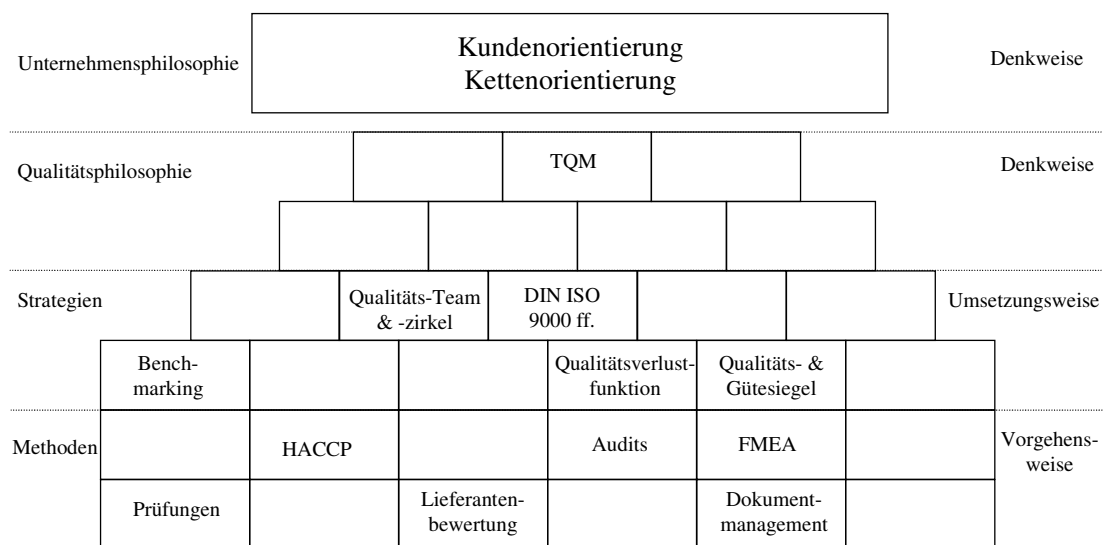 Unternehmensphilosophie
Kundenorientierung
Kettenorientierung
Denkweise
Qualitätsphilosophie
TQM
Denkweise
Strategien
Qualitäts-Team
& -zirkel
DIN ISO
9000 ff.
Umsetzungsweise
Bench-
marking
Qualitätsverlust-
funktion
Qualitäts- &
Gütesiegel
Methoden
HACCP
Audits
FMEA
Vorgehens-
weise
Prüfungen
Lieferanten-
bewertung
Dokument-
management